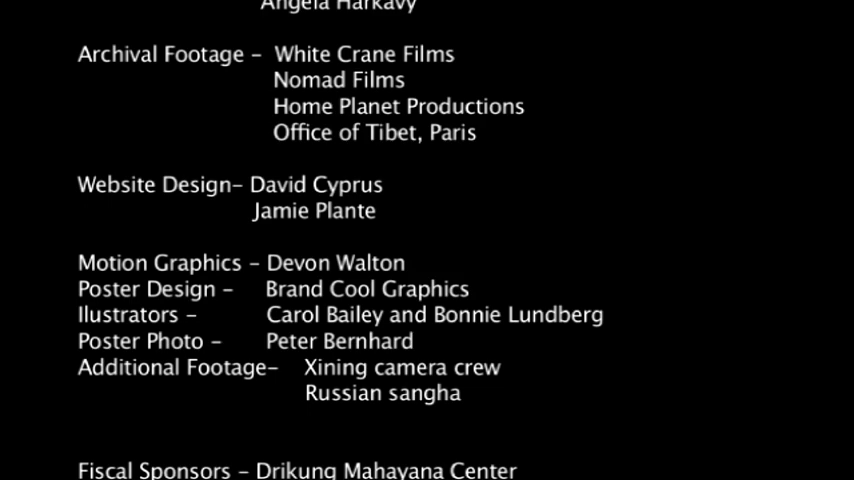 Angela Harkavy
Archival Footage - White Crane Films
Nomad Films
Home Planet Productions
Office of Tibet, Paris
Website Design- David Cyprus
Jamie Plante
Motion Graphics - Devon Walton
Poster Design - Brand Cool Graphics
Ilustrators - Carol Bailey and Bonnie Lundberg
Poster Photo - Peter Bernhard
Additional Footage- Xining camera crew
Russian sangha
Fiscal Sponsors - Drikung Mahayana Center